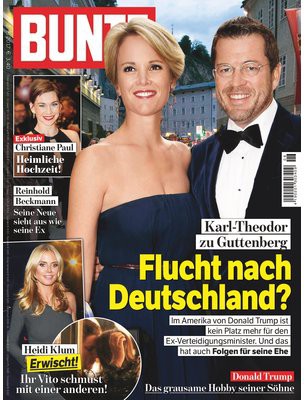 BUNTE
Exklusiv
Christiane Paul
Heimliche
Hochzeit!
Reinhold
Beckmann
Seine Neue
sieht aus wie
seine Ex
Karl-Theodor
zu Guttenberg
Flucht nach
Deutschland?
Im Amerika von Donald Trump ist
kein Platz mehr für den
Ex-Verteidigungsminister. Und das
hat auch Folgen für seine Ehe
Heidi Klum
Erwischt!
Ihr Vito schmust
mit einer anderen!
Donald Trump
Das grausame Hobby seiner Söhne